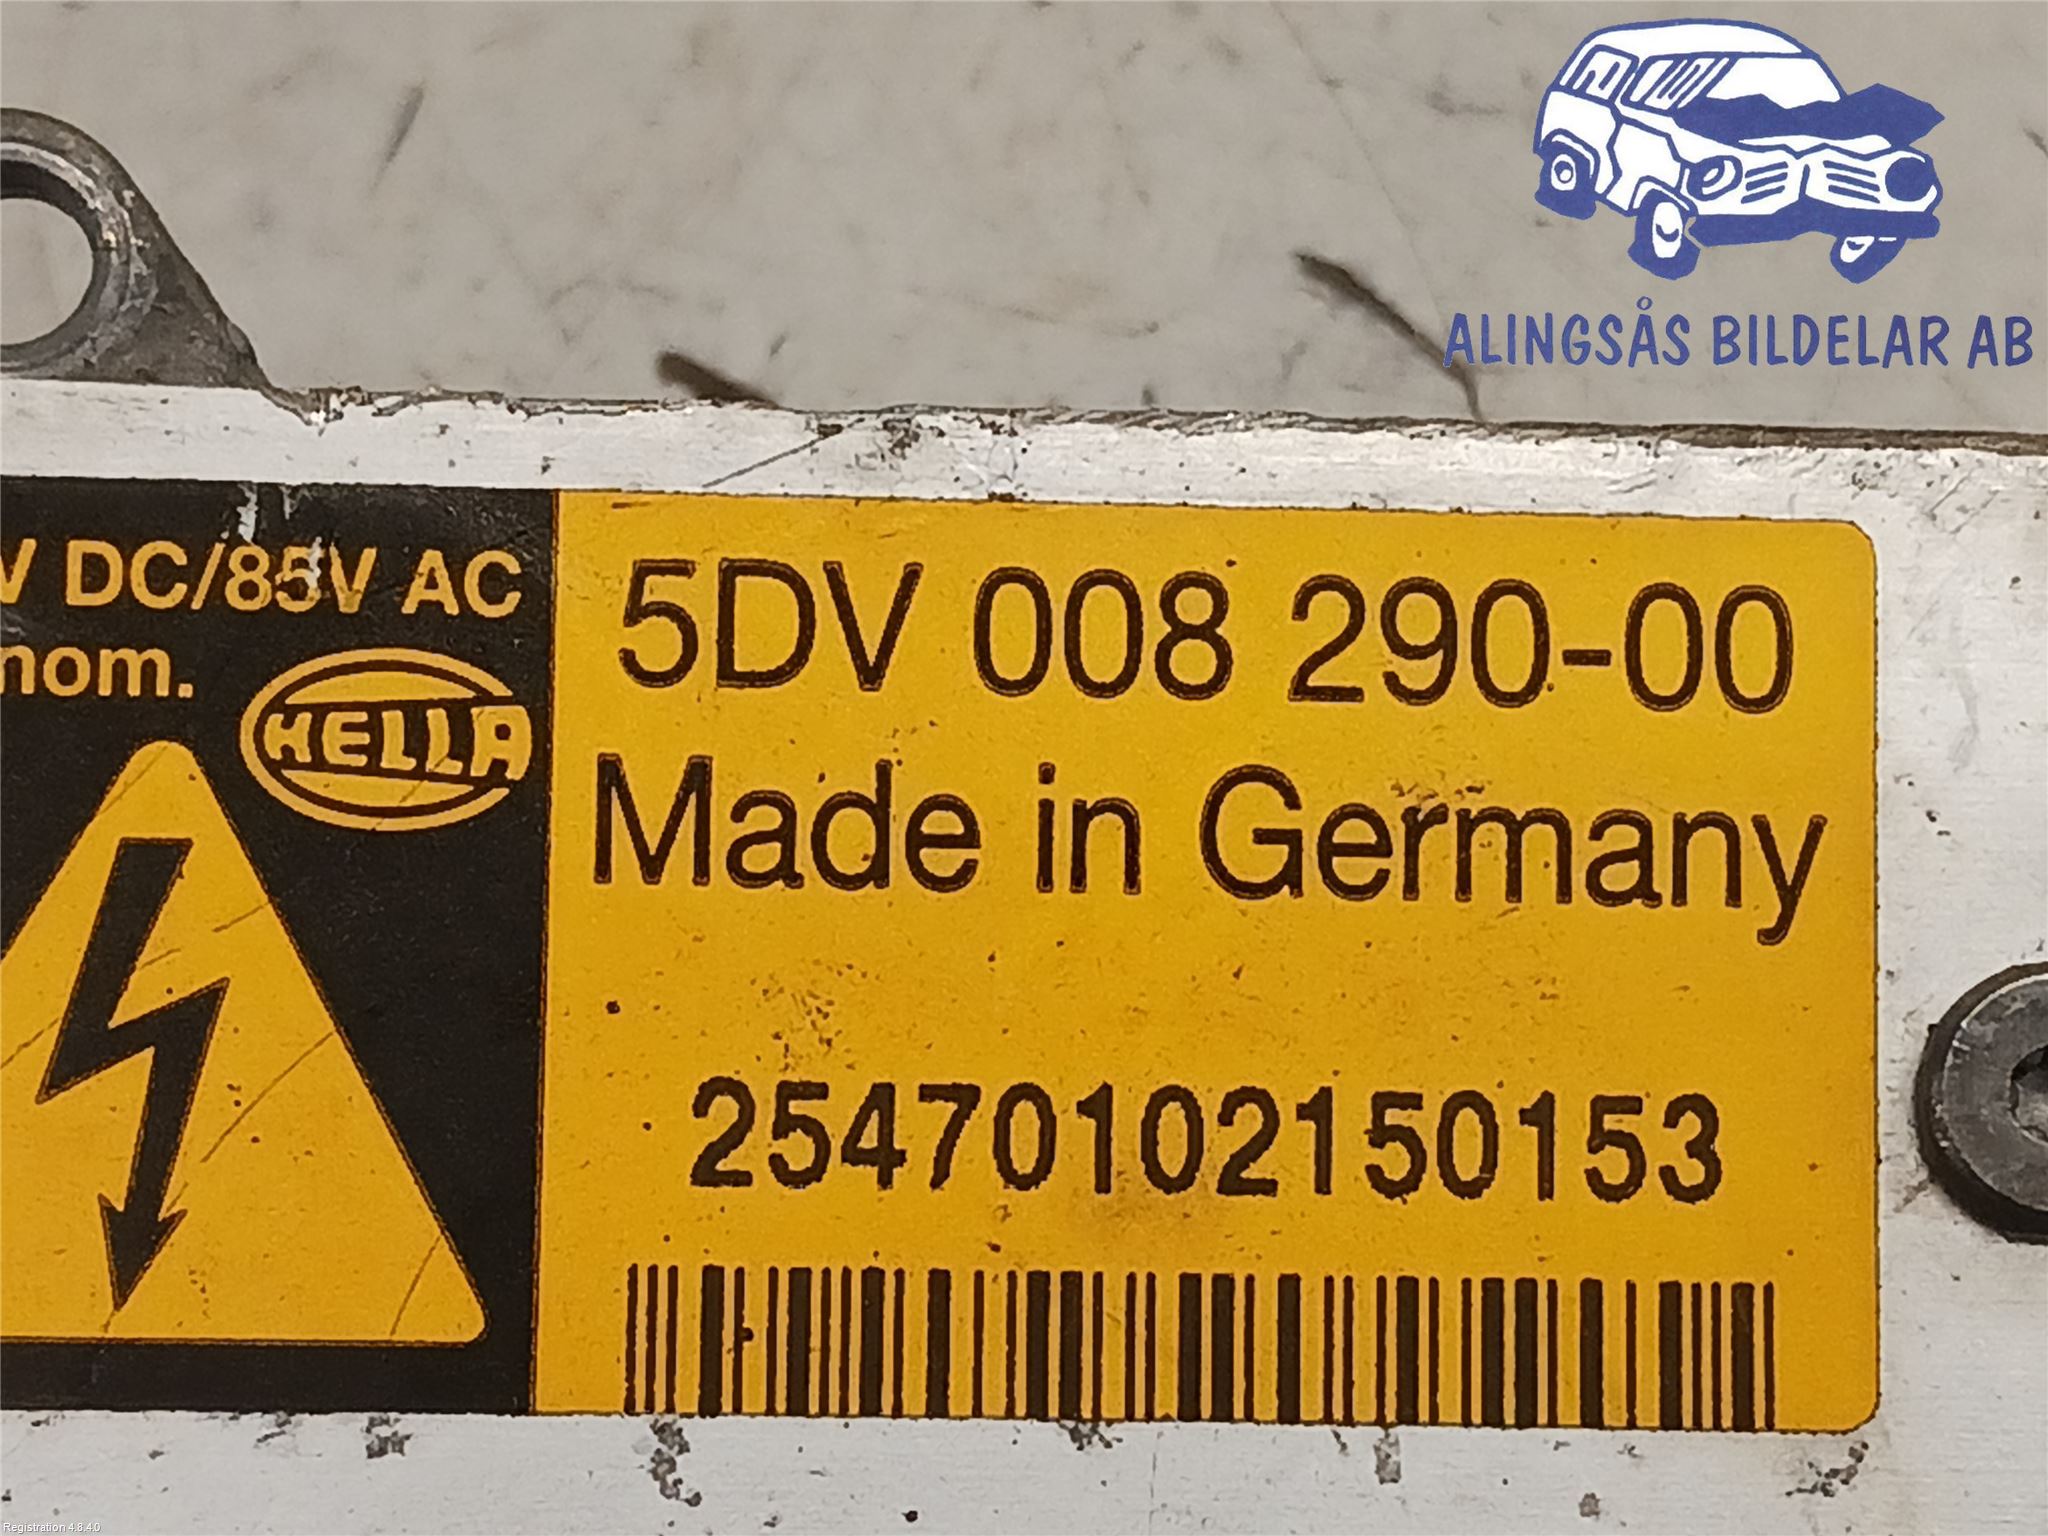 ALINGSÅS BILDELAR AB
V DC/85V AC
nom.
HELLA
5DV 008 290-00
Made in Germany
25470102150153
Registration 4.8.4.0